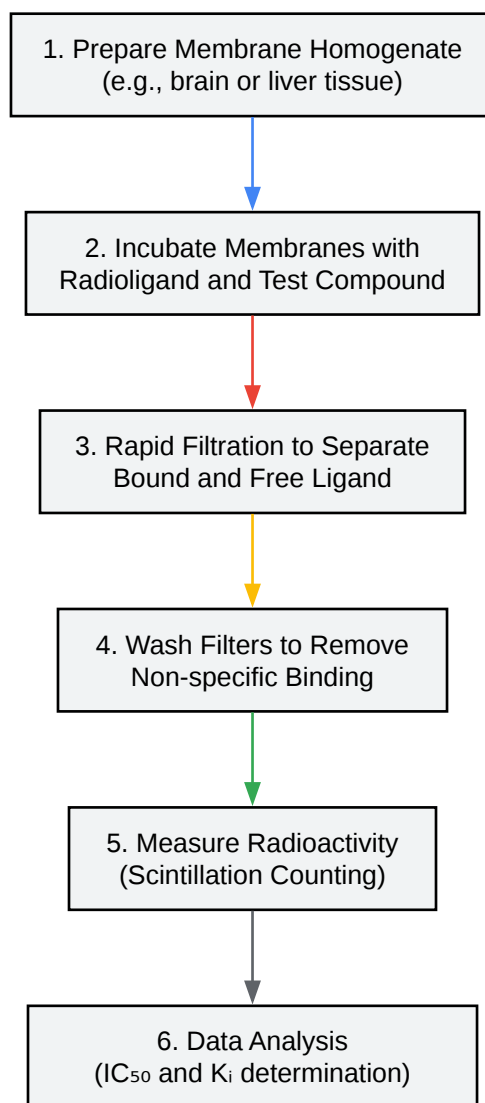 1. Prepare Membrane Homogenate
(e.g., brain or liver tissue)
2. Incubate Membranes with
Radioligand and Test Compound
3. Rapid Filtration to Separate
Bound and Free Ligand
4. Wash Filters to Remove
Non-specific Binding
5. Measure Radioactivity
(Scintillation Counting)
6. Data Analysis
(IC₅₀ and Kᵢ determination)